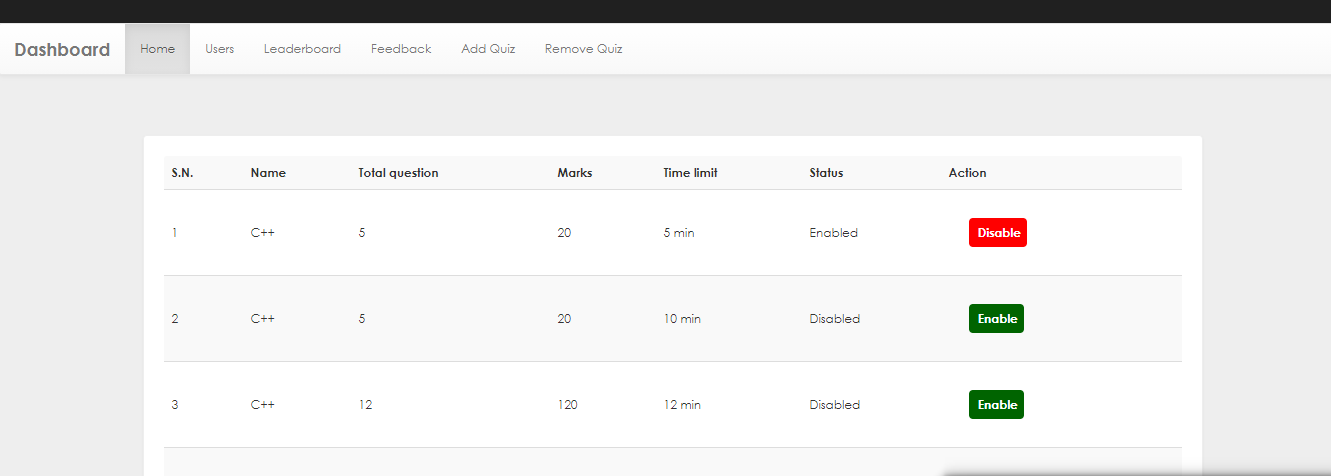 Dashboard Home Users Leaderboard Feedback Add Quiz Remove Quiz
S.N. Name Total question Marks Time limit Status Action
1 C++ 5 20 5 min Enabled Disable
2 C++ 5 20 10 min Disabled Enable
3 C++ 12 120 12 min Disabled Enable